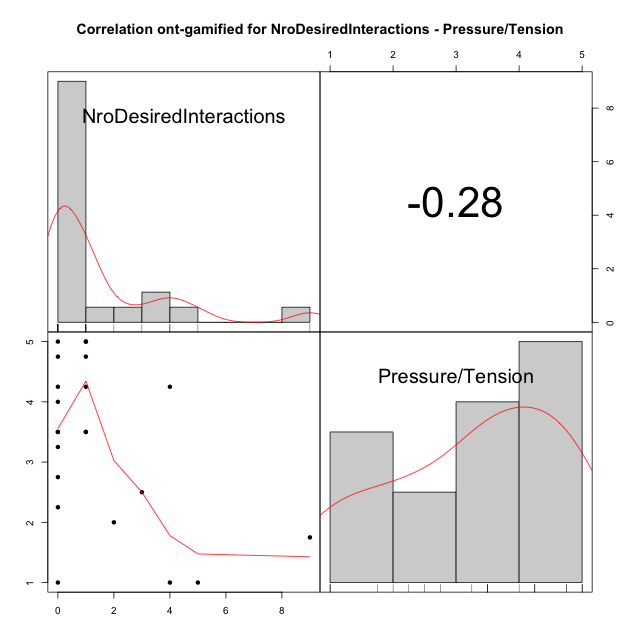 Correlation ont-gamified for NroDesiredInteractions - Pressure/Tension
1 2 3 4 5
NroDesiredInteractions
-0.28
8
6
4
2
0
5
4
3
2
1
Pressure/Tension
0 2 4 6 8